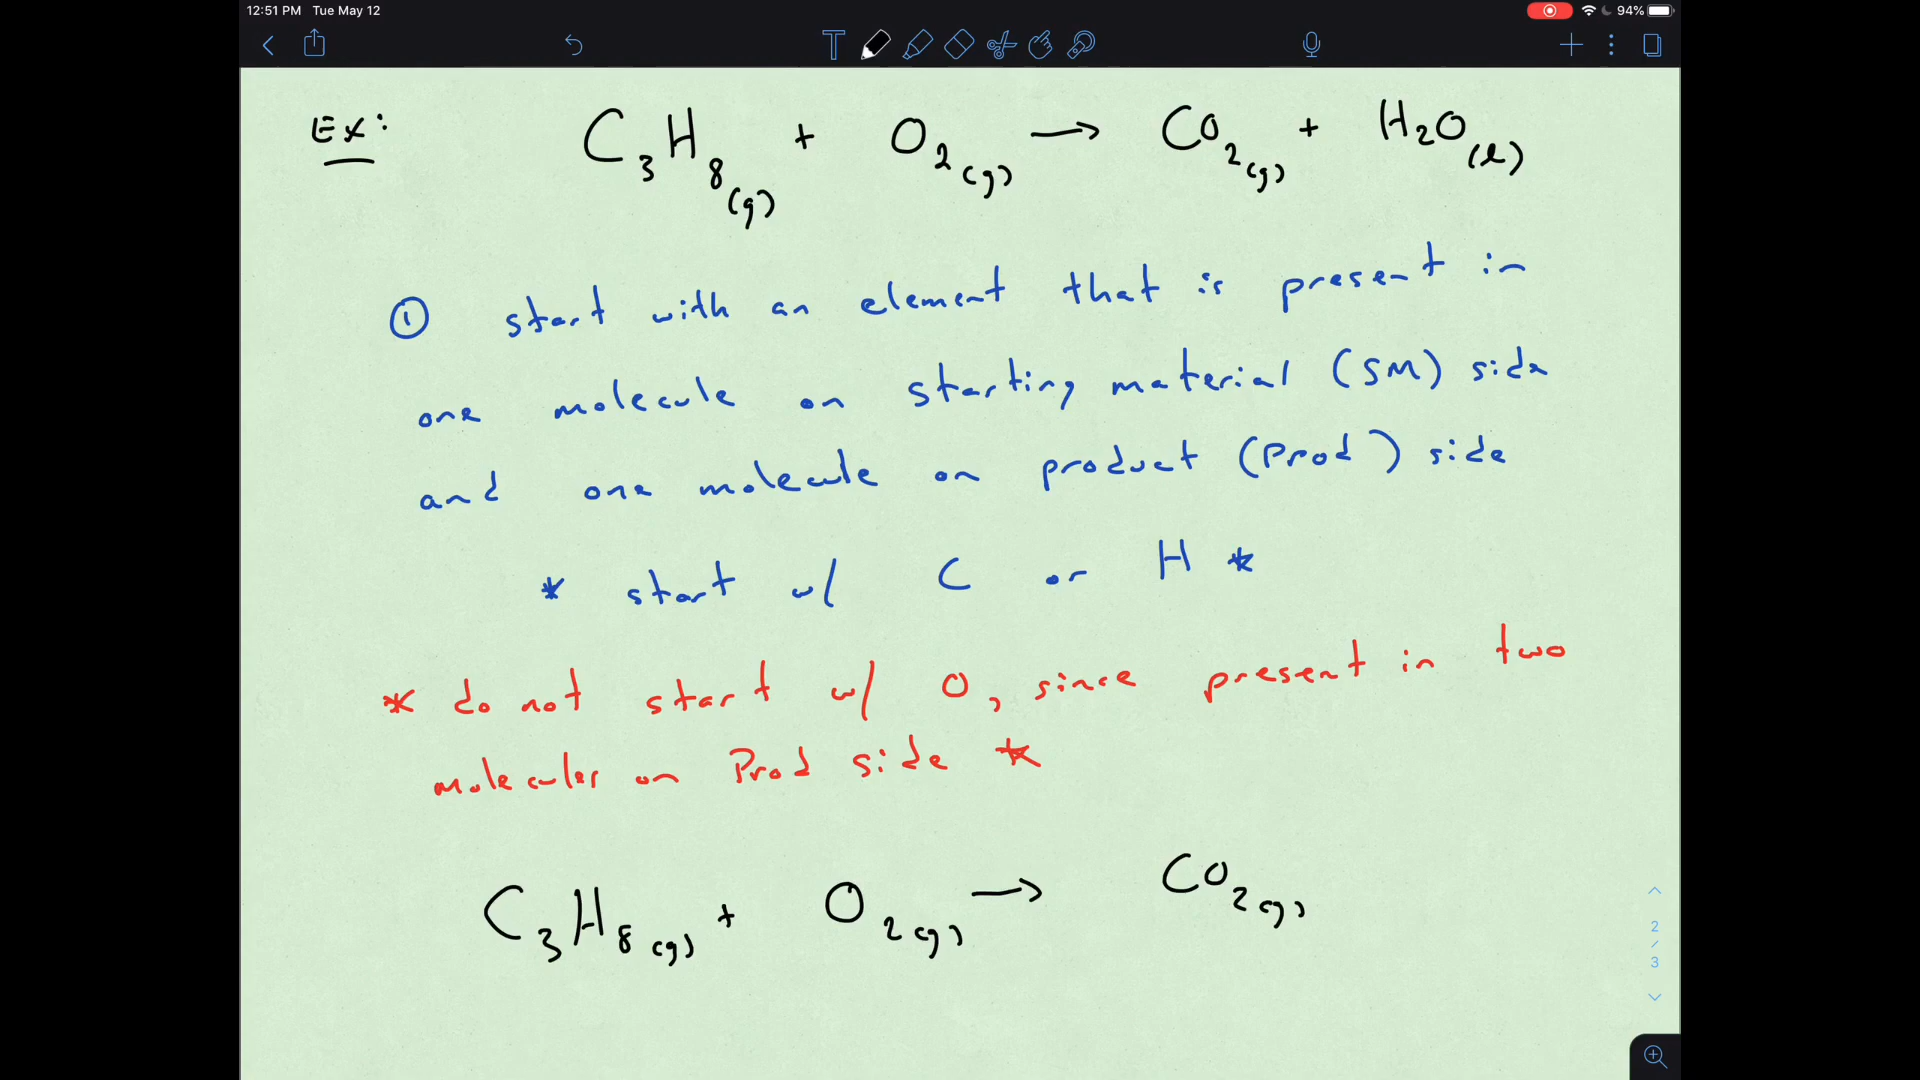 12:51 PM Tue May 12
94%
T
Ex: C₃H₈(g) + O₂(g) → CO₂(g) + H₂O(l)
① start with an element that is present in
one molecule on starting material (SM) side
and one molecule on product (Prod) side
* start w/ C or H *
* do not start w/ O, since present in two
molecules on Prod side *
C₃H₈(g) + O₂(g) → CO₂(g)
2
/
3